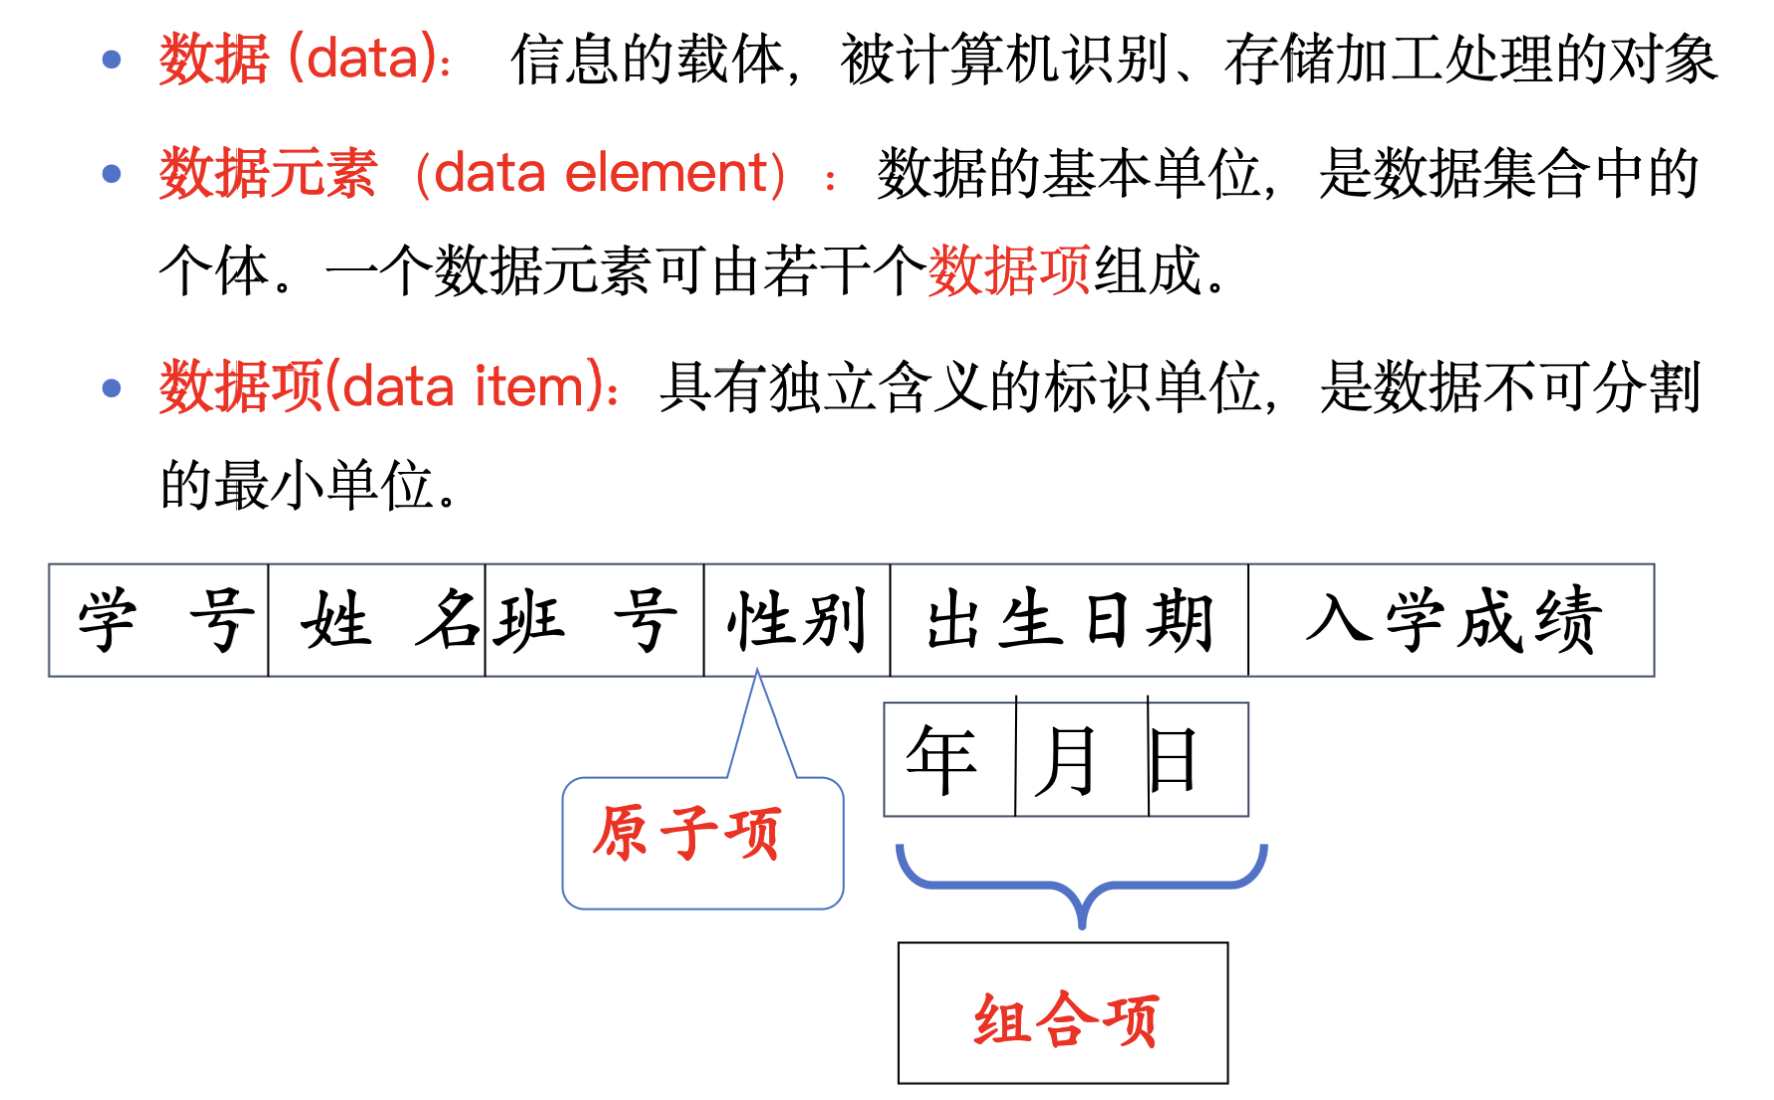 • 数据 (data)： 信息的载体，被计算机识别、存储加工处理的对象
• 数据元素（data element）：数据的基本单位，是数据集合中的
个体。一个数据元素可由若干个数据项组成。
• 数据项(data item)：具有独立含义的标识单位，是数据不可分割
的最小单位。
学 号 姓 名 班 号 性别 出生日期 入学成绩
年 月 日
原子项
组合项